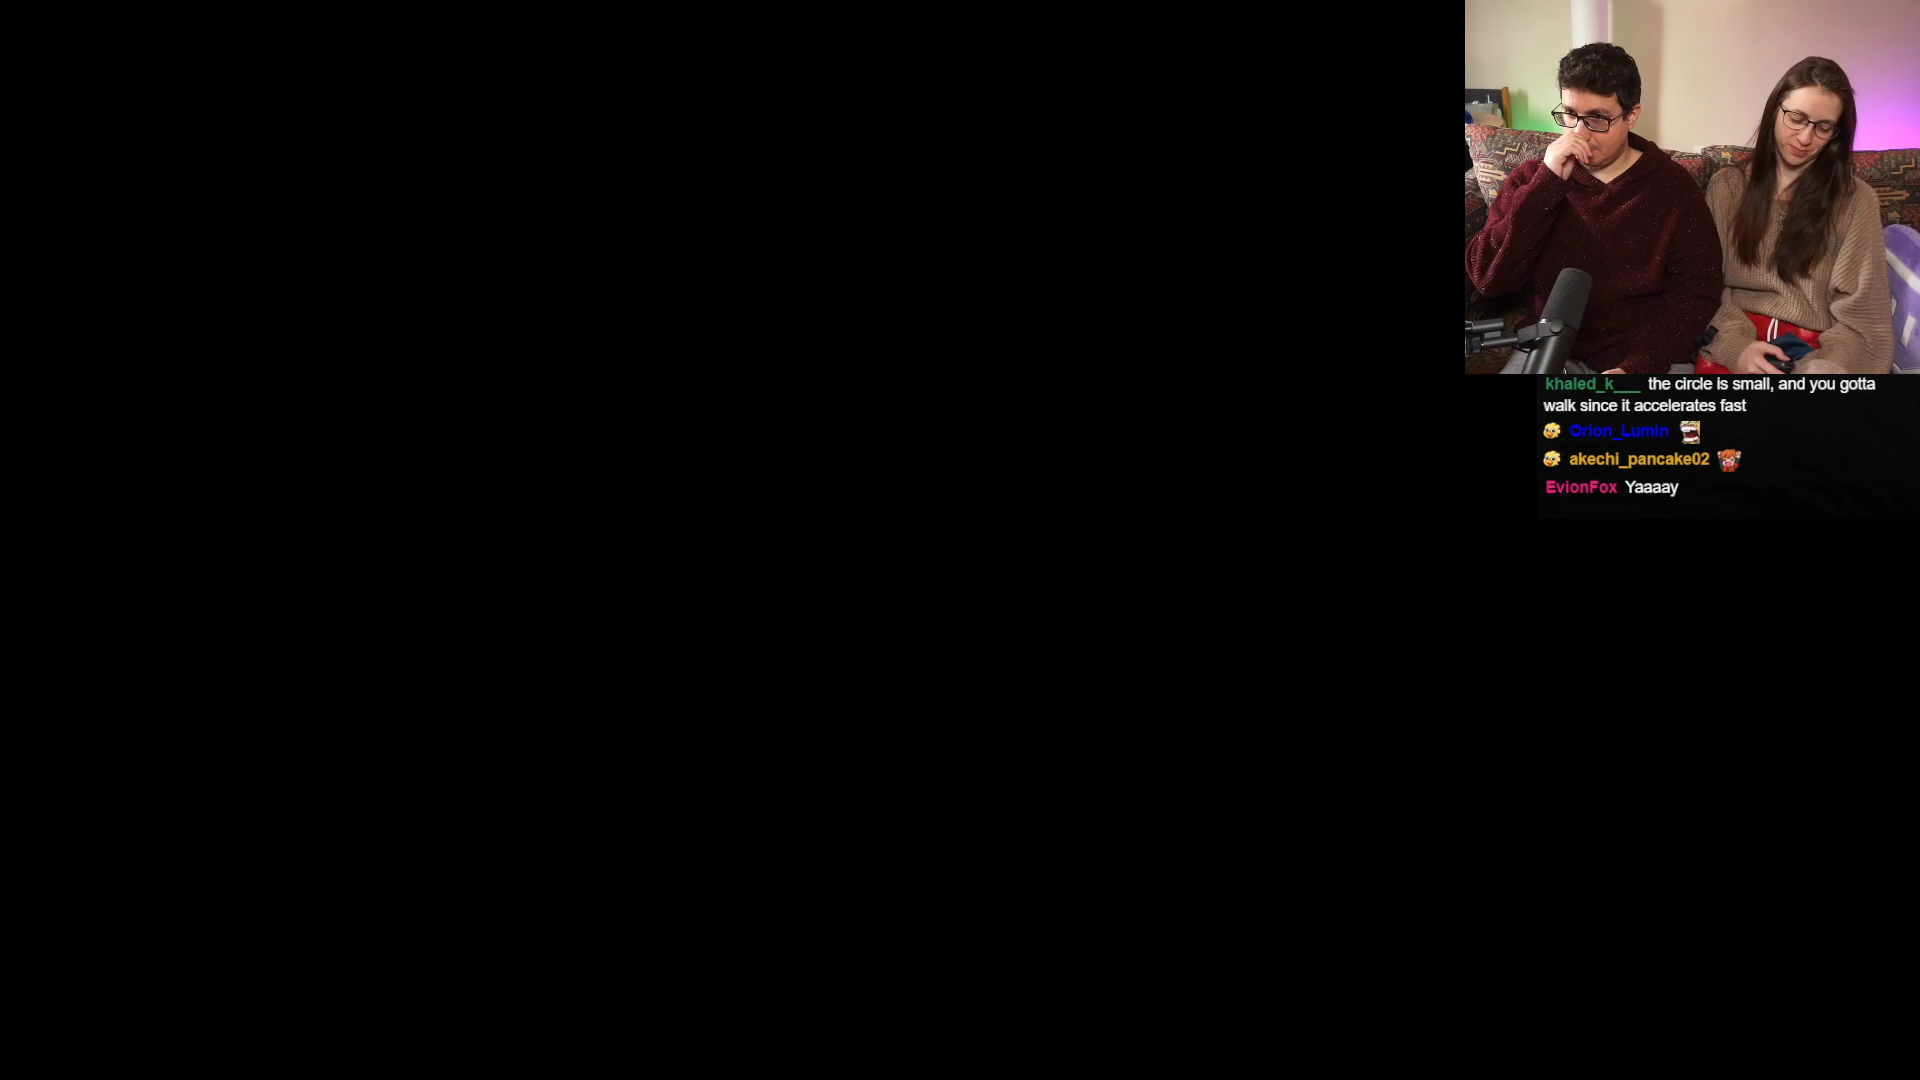 khaled_k___ the circle is small, and you gotta
walk since it accelerates fast
Orion_Lumin
akechi_pancake02
EvionFox Yaaaay